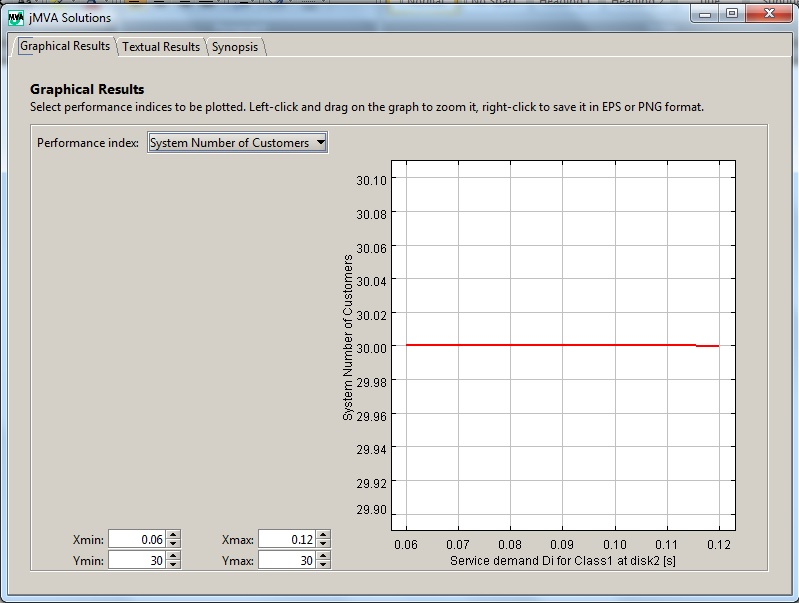 jMVA Solutions
Graphical Results
Textual Results
Synopsis
Graphical Results
Select performance indices to be plotted. Left-click and drag on the graph to zoom it, right-click to save it in EPS or PNG format.
Performance index:
System Number of Customers
System Number of Customers
30.10
30.08
30.06
30.04
30.02
30.00
29.98
29.96
29.94
29.92
29.90
0.06 0.07 0.08 0.09 0.10 0.11 0.12
Service demand Di for Class1 at disk2 [s]
Xmin: 0.06 Xmax: 0.12
Ymin: 30 Ymax: 30